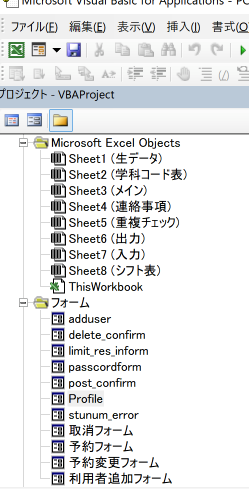 Microsoft Visual Basic for Applications - PC
ファイル(F) 編集(E) 表示(V) 挿入(I) 書式(O)
プロジェクト - VBAProject
Microsoft Excel Objects
Sheet1 (生データ)
Sheet2 (学科コード表)
Sheet3 (メイン)
Sheet4 (連絡事項)
Sheet5 (重複チェック)
Sheet6 (出力)
Sheet7 (入力)
Sheet8 (シフト表)
ThisWorkbook
フォーム
adduser
delete_confirm
limit_res_inform
passcordform
post_confirm
Profile
stunum_error
取消フォーム
予約フォーム
予約変更フォーム
利用者追加フォーム